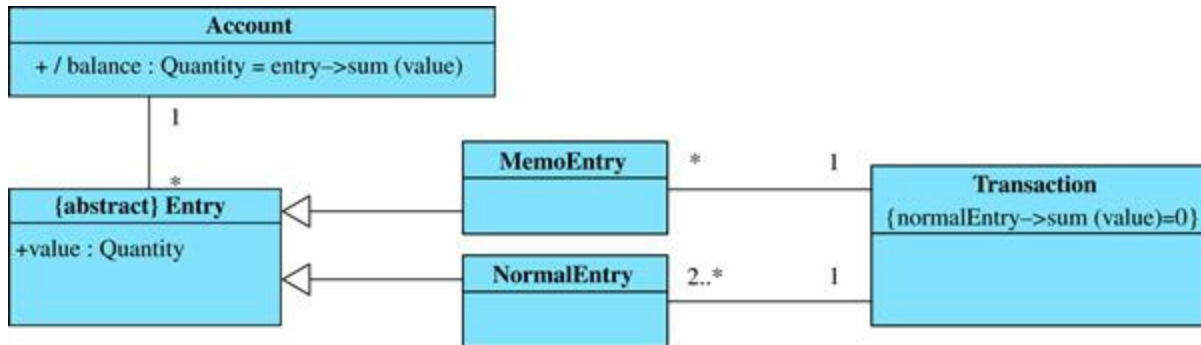 Account
+ / balance : Quantity = entry–>sum (value)
1
*
{abstract} Entry
+value : Quantity
MemoEntry
*
1
NormalEntry
2..*
1
Transaction
{normalEntry–>sum (value)=0}